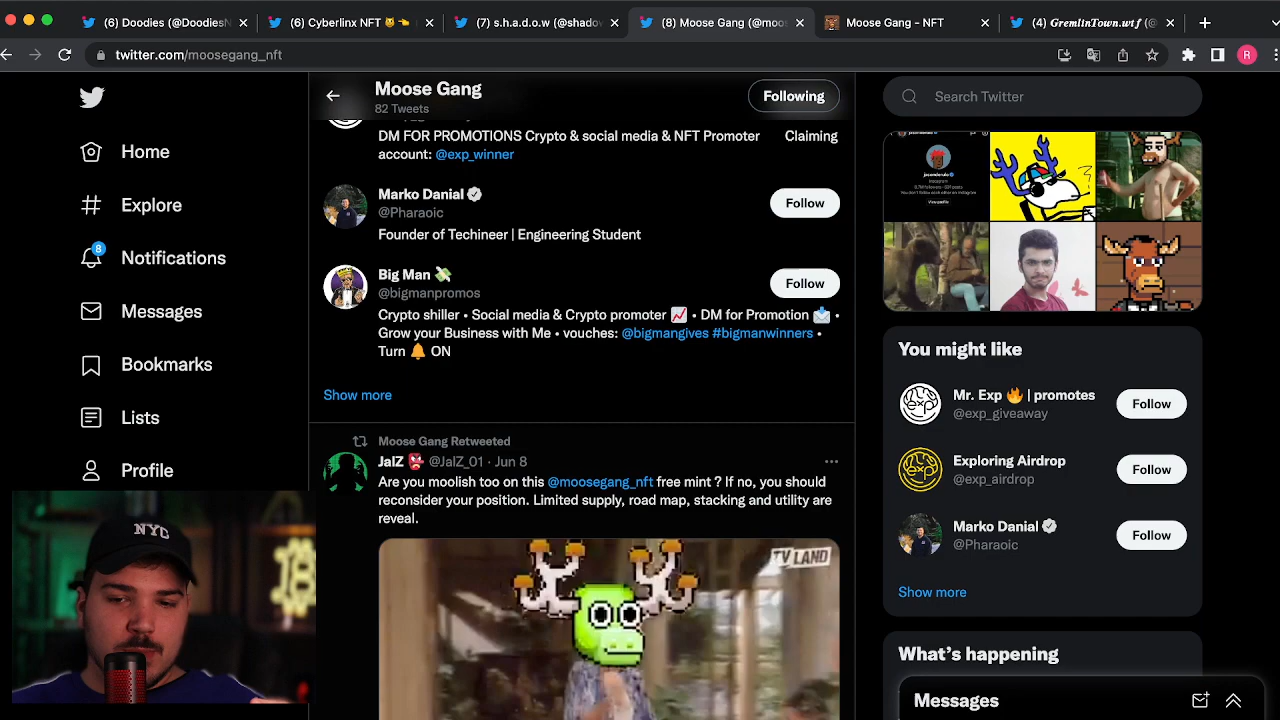 (6) Doodles (@DoodlesN
(6) Cyberlinx NFT
(7) s.h.a.d.o.w (@shadov
(8) Moose Gang (@moos
Moose Gang - NFT
(4) GremlinTown.wtf (@
twitter.com/moosegang_nft
R
Moose Gang
82 Tweets
Following
Search Twitter
Home
Explore
8
Notifications
Messages
Bookmarks
Lists
Profile
DM FOR PROMOTIONS Crypto & social media & NFT Promoter Claiming
account: @exp_winner
Marko Danial
@Pharaoic
Follow
Founder of Techineer | Engineering Student
Big Man 💸
@bigmanpromos
Follow
Crypto shiller • Social media & Crypto promoter 📈 • DM for Promotion 📩 •
Grow your Business with Me • vouches: @bigmangives #bigmanwinners •
Turn 🔔 ON
Show more
Moose Gang Retweeted
JalZ 👺 @JalZ_01 · Jun 8
Are you moolish too on this @moosegang_nft free mint ? If no, you should
reconsider your position. Limited supply, road map, stacking and utility are
reveal.
TV LAND
You might like
Mr. Exp 🔥 | promotes
@exp_giveaway
Follow
Exploring Airdrop
@exp_airdrop
Follow
Marko Danial
@Pharaoic
Follow
Show more
What's happening
Messages
NYC